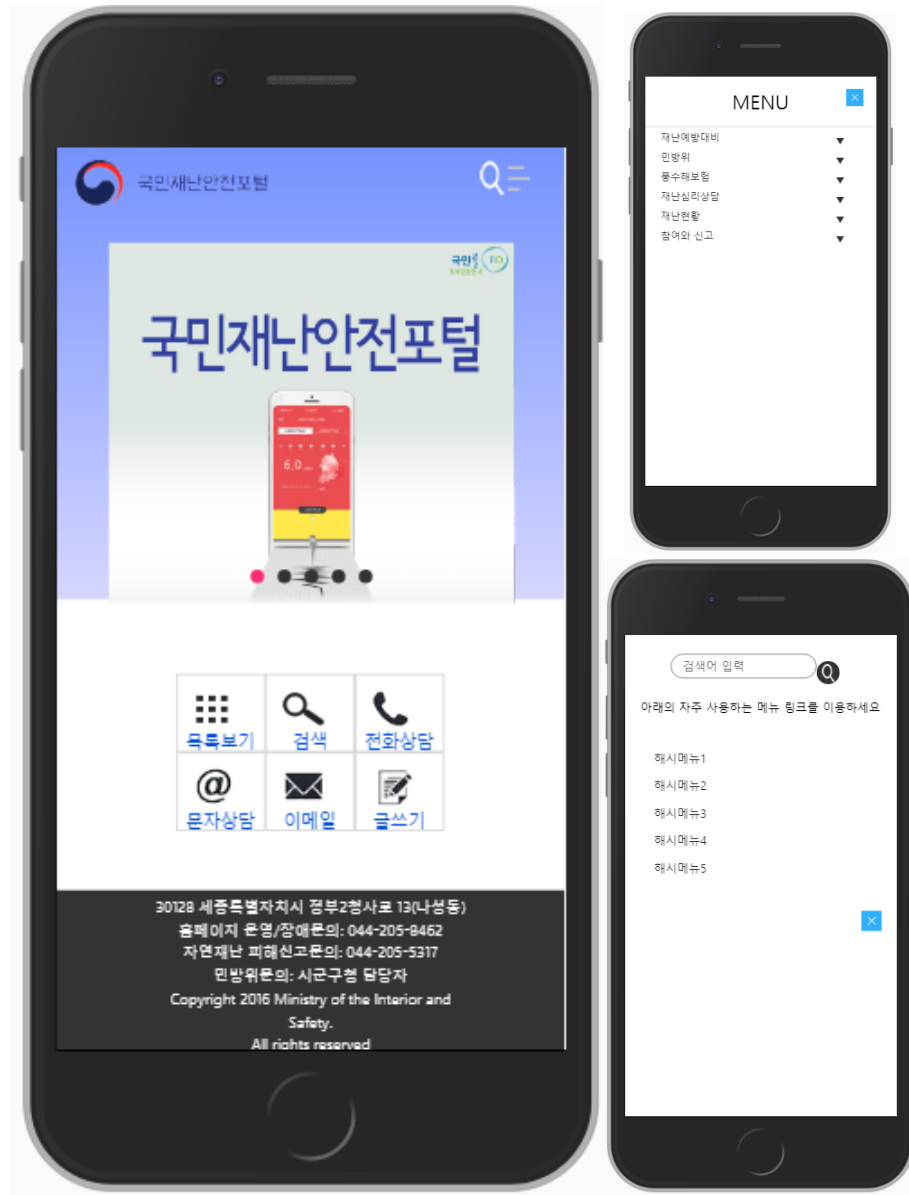 국민재난안전포털
국민
국민재난안전포털
6.0
목록보기
검색
전화상담
문자상담
이메일
글쓰기
30128 세종특별자치시 정부2청사로 13(나성동)
홈페이지 운영/장애문의: 044-205-8462
자연재난 피해신고문의: 044-205-5317
민방위문의: 시군구청 담당자
Copyright 2016 Ministry of the Interior and
Safety.
All rights reserved
MENU
재난예방대비
민방위
풍수해보험
재난심리상담
재난현황
참여와 신고
검색어 입력
아래의 자주 사용하는 메뉴 링크를 이용하세요
해시메뉴1
해시메뉴2
해시메뉴3
해시메뉴4
해시메뉴5